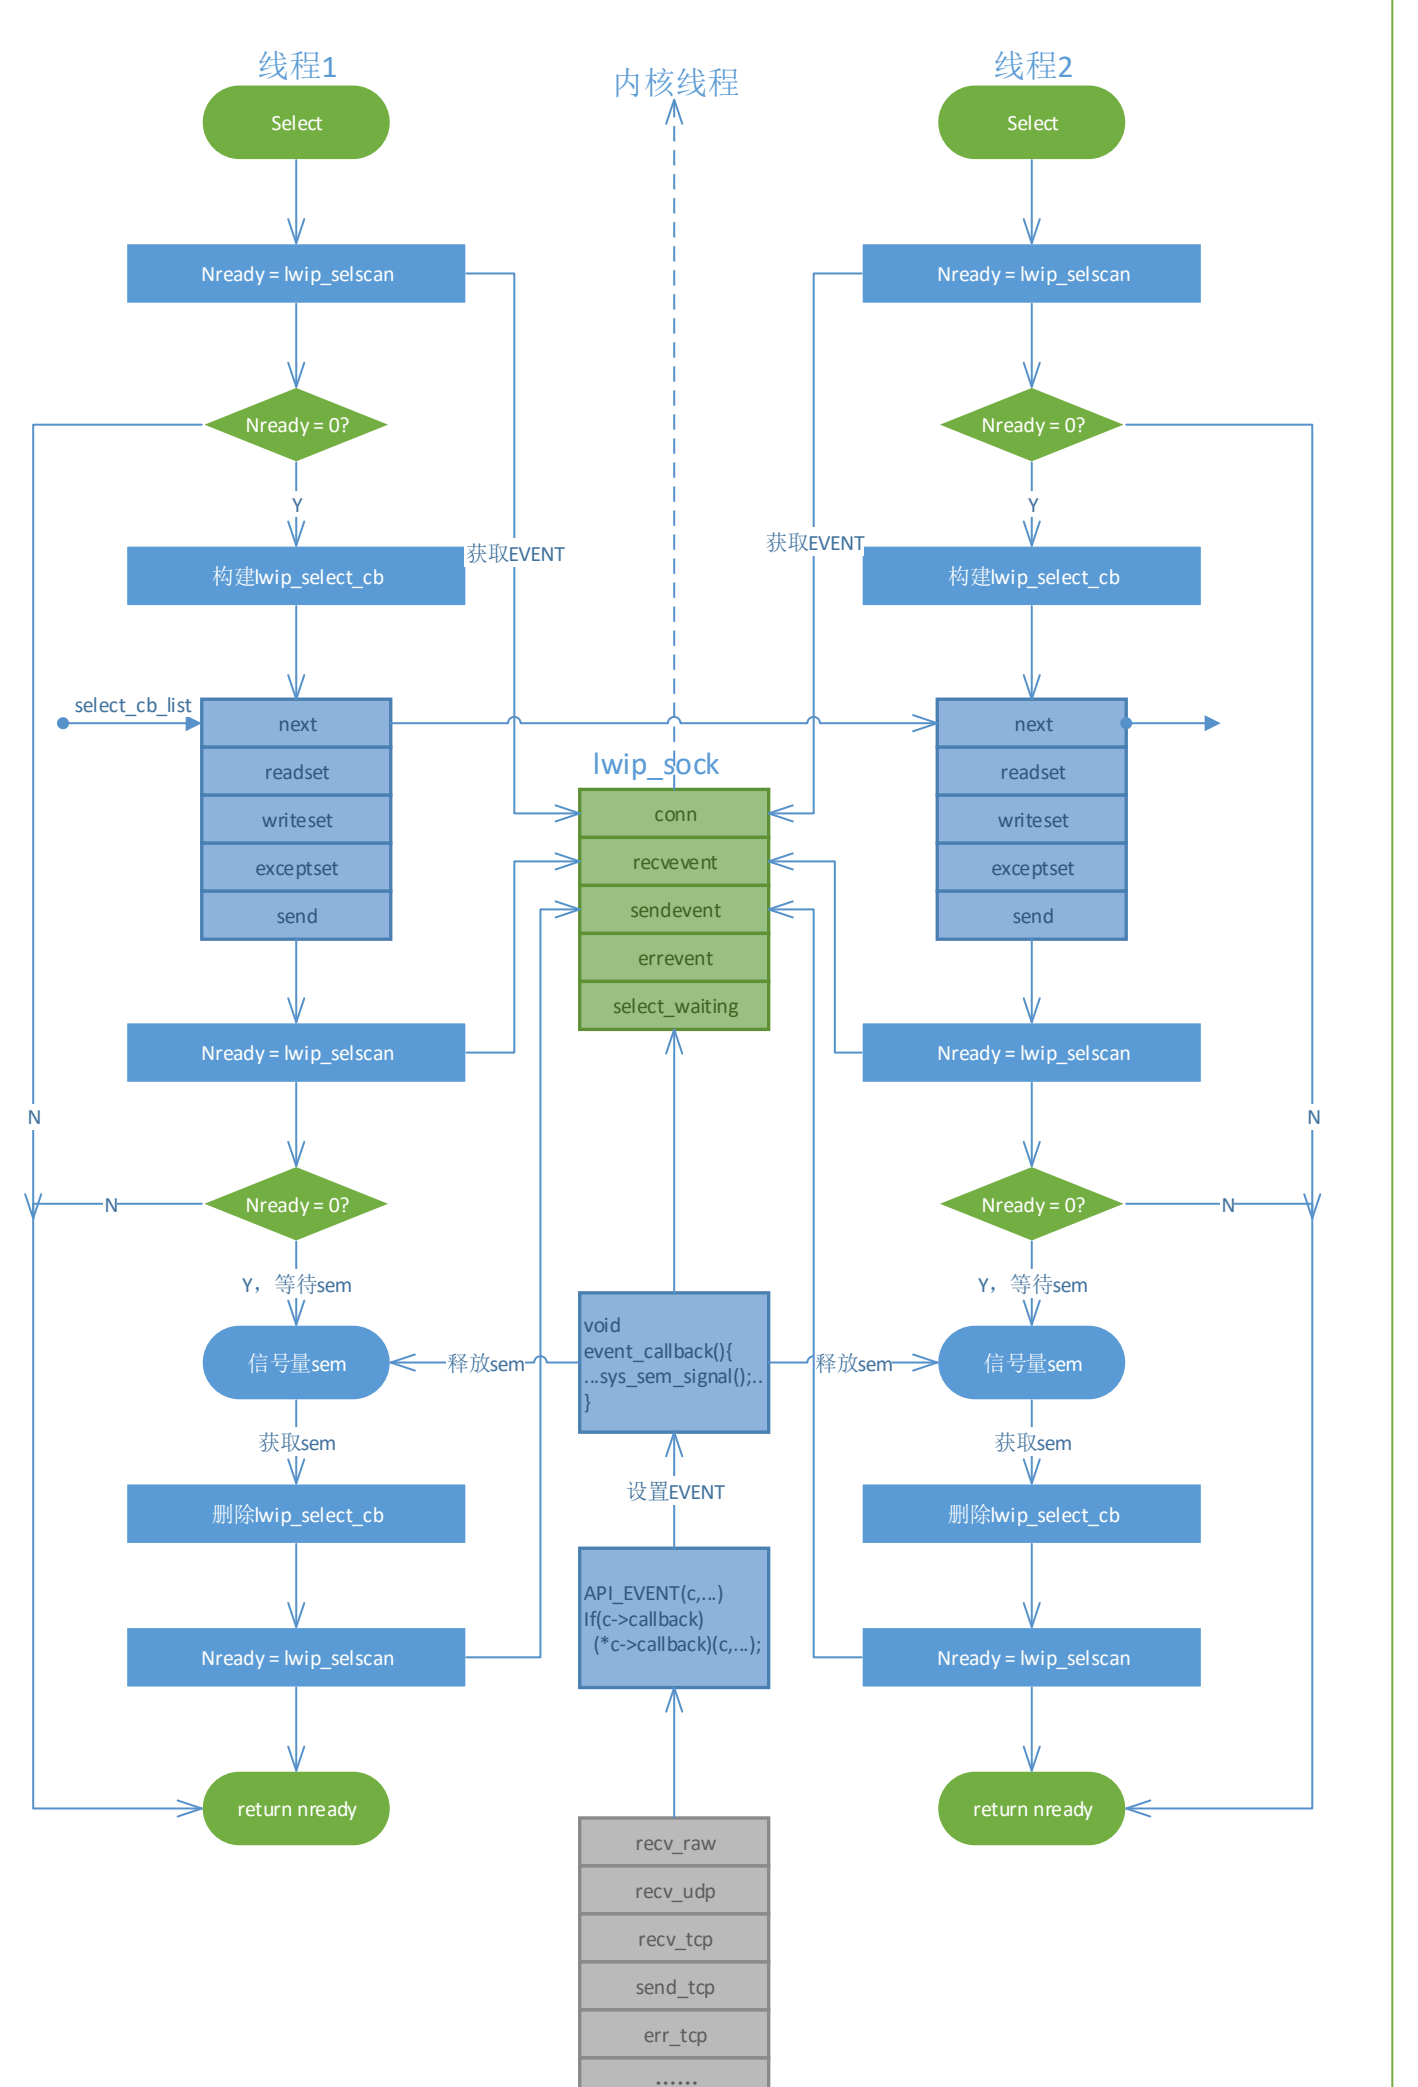 线程1
内核线程
线程2
Select
Select
Nready = lwip_selscan
Nready = lwip_selscan
Nready = 0?
Nready = 0?
Y
Y
获取EVENT
获取EVENT
构建lwip_select_cb
构建lwip_select_cb
select_cb_list
next
readset
writeset
exceptset
send
lwip_sock
conn
recvevent
sendevent
errevent
select_waiting
next
readset
writeset
exceptset
send
Nready = lwip_selscan
Nready = lwip_selscan
N
N
Nready = 0?
Nready = 0?
N
N
Y，等待sem
Y，等待sem
信号量sem
释放sem
void
event_callback(){
...sys_sem_signal();..
}
释放sem
信号量sem
获取sem
获取sem
设置EVENT
删除lwip_select_cb
删除lwip_select_cb
API_EVENT(c,...)
If(c->callback)
(*c->callback)(c,...);
Nready = lwip_selscan
Nready = lwip_selscan
return nready
return nready
recv_raw
recv_udp
recv_tcp
send_tcp
err_tcp
......